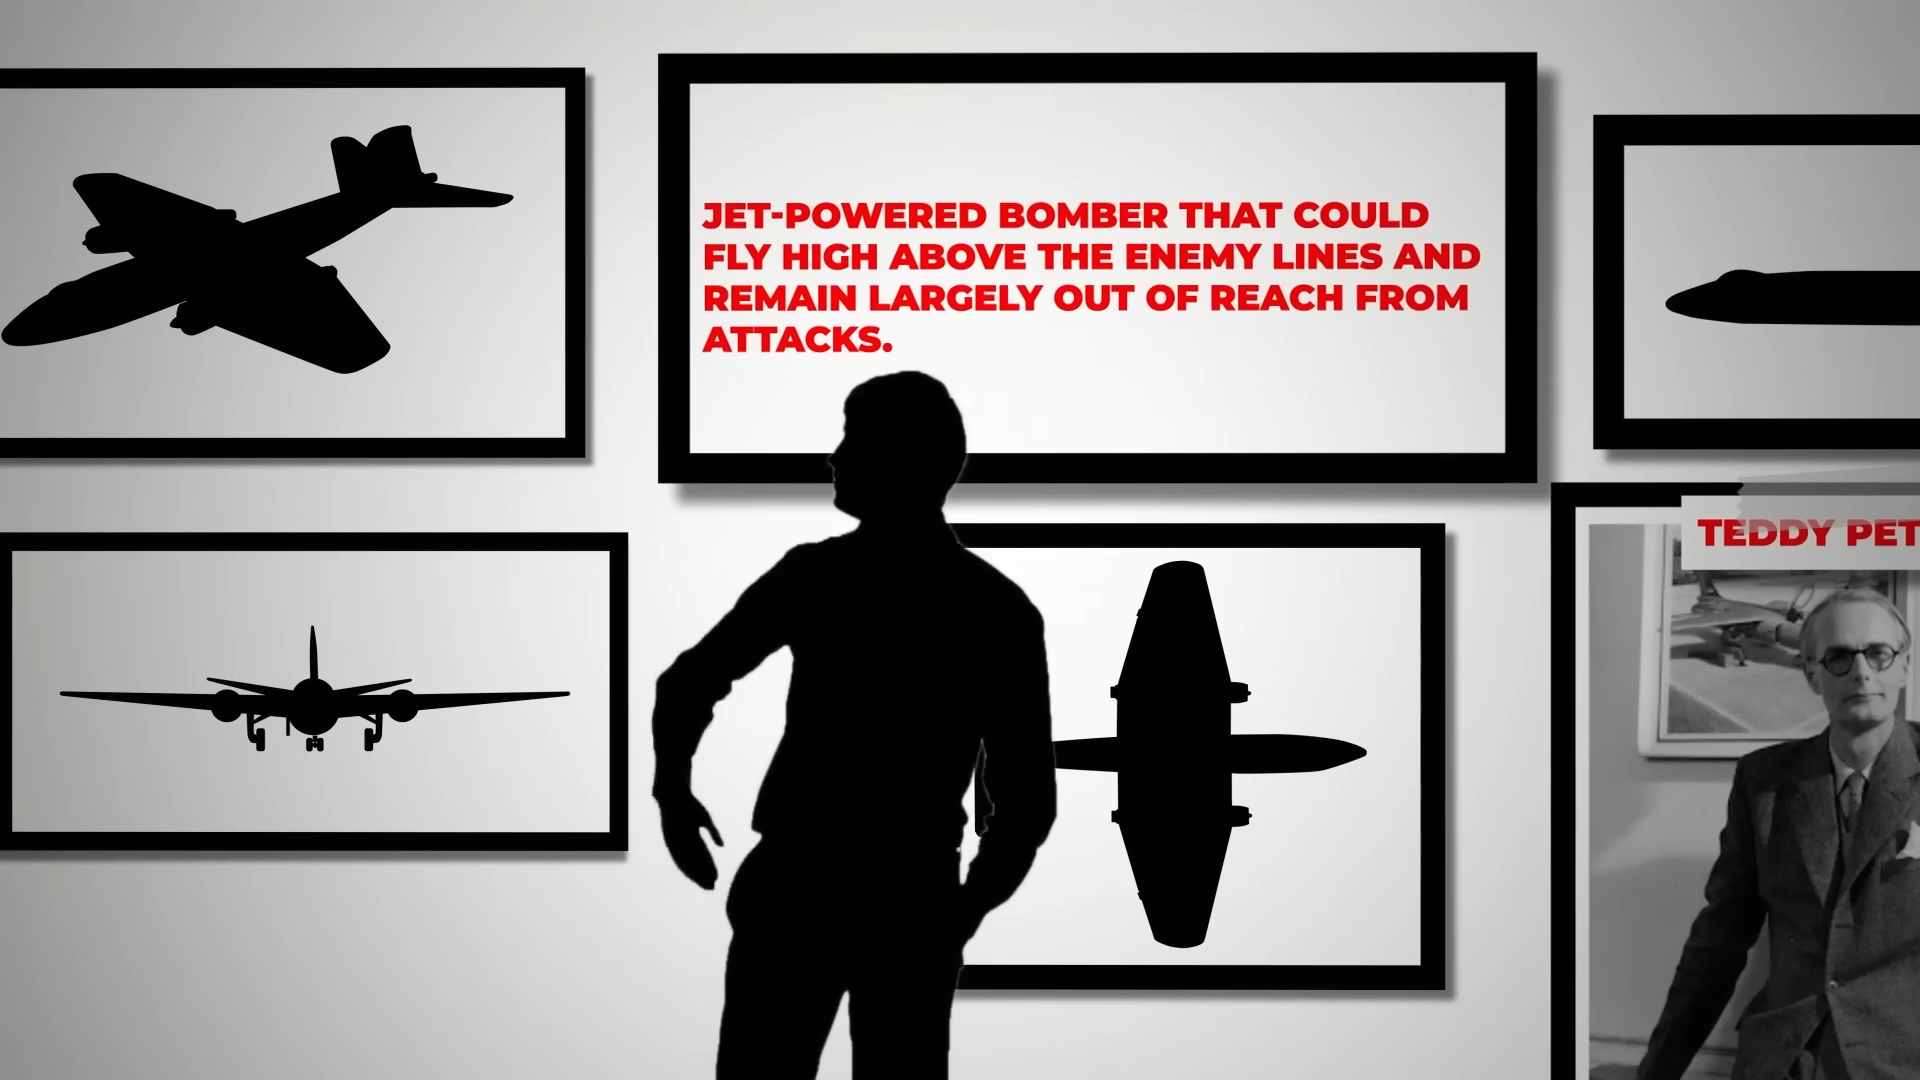 JET-POWERED BOMBER THAT COULD
FLY HIGH ABOVE THE ENEMY LINES AND
REMAIN LARGELY OUT OF REACH FROM
ATTACKS.
TEDDY PET